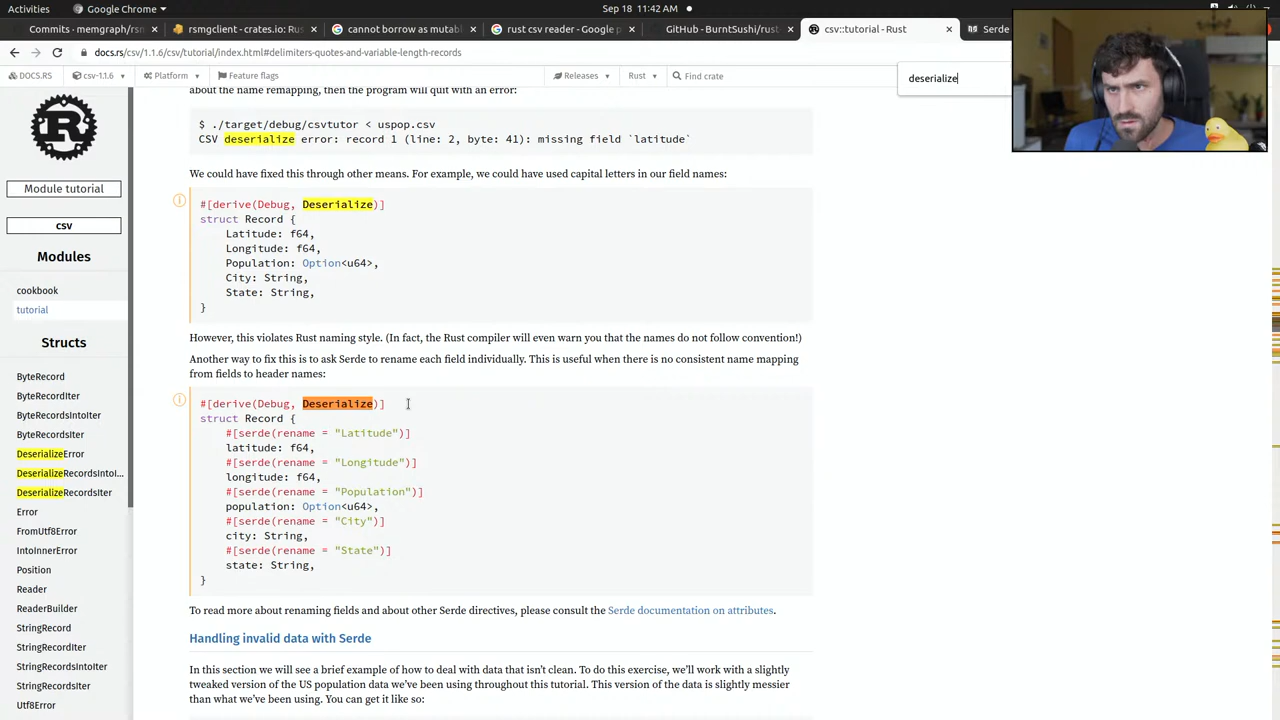 Activities
Google Chrome
Sep 18 11:42 AM
Commits - memgraph/rsm
rsmgclient - crates.io: Rus
cannot borrow as mutabl
rust csv reader - Google
GitHub - BurntSushi/rust-
csv::tutorial - Rust
Serde
docs.rs/csv/1.1.6/csv/tutorial/index.html#delimiters-quotes-and-variable-length-records
DOCS.RS
csv-1.1.6
Platform
Feature flags
Releases
Rust
Find crate
deserialize
Module tutorial
csv
Modules
cookbook
tutorial
Structs
ByteRecord
ByteRecordIter
ByteRecordsIntoIter
ByteRecordsIter
DeserializeError
DeserializeRecordsIntoI...
DeserializeRecordsIter
Error
FromUtf8Error
IntoInnerError
Position
Reader
ReaderBuilder
StringRecord
StringRecordIter
StringRecordsIntoIter
StringRecordsIter
Utf8Error
about the name remapping, then the program will quit with an error:
$ ./target/debug/csvtutor < uspop.csv
CSV deserialize error: record 1 (line: 2, byte: 41): missing field `latitude`
We could have fixed this through other means. For example, we could have used capital letters in our field names:
#[derive(Debug, Deserialize)]
struct Record {
Latitude: f64,
Longitude: f64,
Population: Option<u64>,
City: String,
State: String,
}
However, this violates Rust naming style. (In fact, the Rust compiler will even warn you that the names do not follow convention!)
Another way to fix this is to ask Serde to rename each field individually. This is useful when there is no consistent name mapping
from fields to header names:
#[derive(Debug, Deserialize)]
struct Record {
#[serde(rename = "Latitude")]
latitude: f64,
#[serde(rename = "Longitude")]
longitude: f64,
#[serde(rename = "Population")]
population: Option<u64>,
#[serde(rename = "City")]
city: String,
#[serde(rename = "State")]
state: String,
}
To read more about renaming fields and about other Serde directives, please consult the Serde documentation on attributes.
Handling invalid data with Serde
In this section we will see a brief example of how to deal with data that isn't clean. To do this exercise, we'll work with a slightly
tweaked version of the US population data we've been using throughout this tutorial. This version of the data is slightly messier
than what we've been using. You can get it like so: